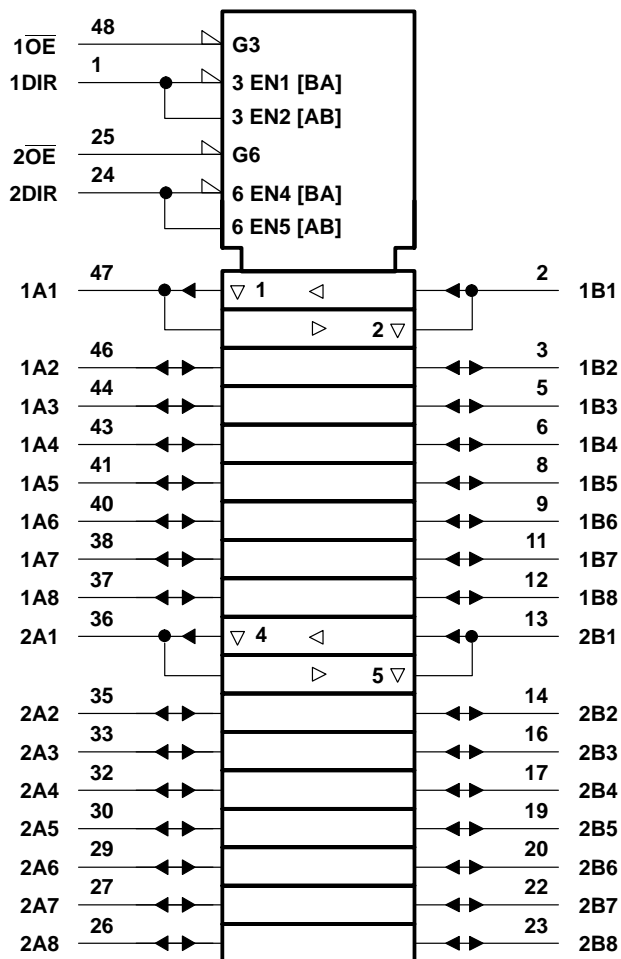 48
1O̅E̅ G3
1
1DIR 3 EN1 [BA]
3 EN2 [AB]
25
2O̅E̅ G6
24
2DIR 6 EN4 [BA]
6 EN5 [AB]
47 2
1A1 ▽ 1 ◁ 1B1
▷ 2 ▽
46 3
1A2 1B2
44 5
1A3 1B3
43 6
1A4 1B4
41 8
1A5 1B5
40 9
1A6 1B6
38 11
1A7 1B7
37 12
1A8 1B8
36 13
2A1 ▽ 4 ◁ 2B1
▷ 5 ▽
35 14
2A2 2B2
33 16
2A3 2B3
32 17
2A4 2B4
30 19
2A5 2B5
29 20
2A6 2B6
27 22
2A7 2B7
26 23
2A8 2B8